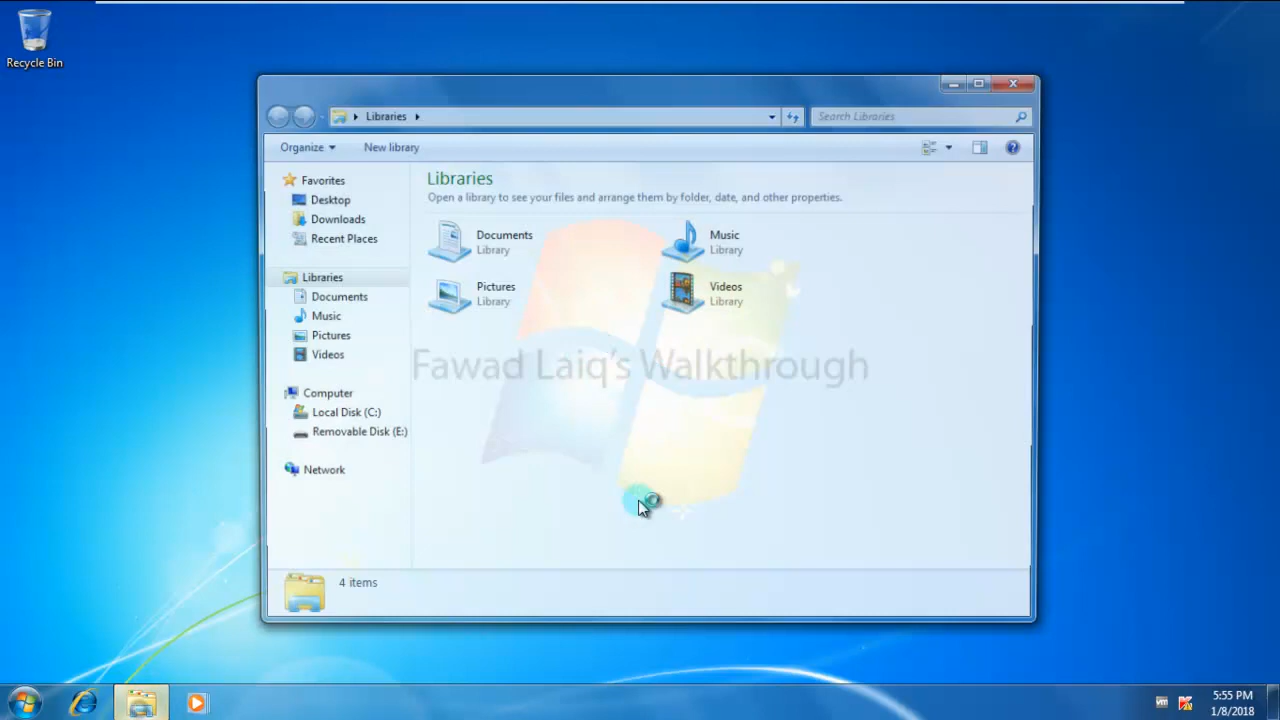 Recycle Bin
Libraries
Search Libraries
Organize
New library
Favorites
Desktop
Downloads
Recent Places
Libraries
Documents
Music
Pictures
Videos
Computer
Local Disk (C:)
Removable Disk (E:)
Network
Libraries
Open a library to see your files and arrange them by folder, date, and other properties.
Documents
Library
Music
Library
Pictures
Library
Videos
Library
Fawad Laiq's Walkthrough
4 items
vm
5:55 PM
1/8/2018